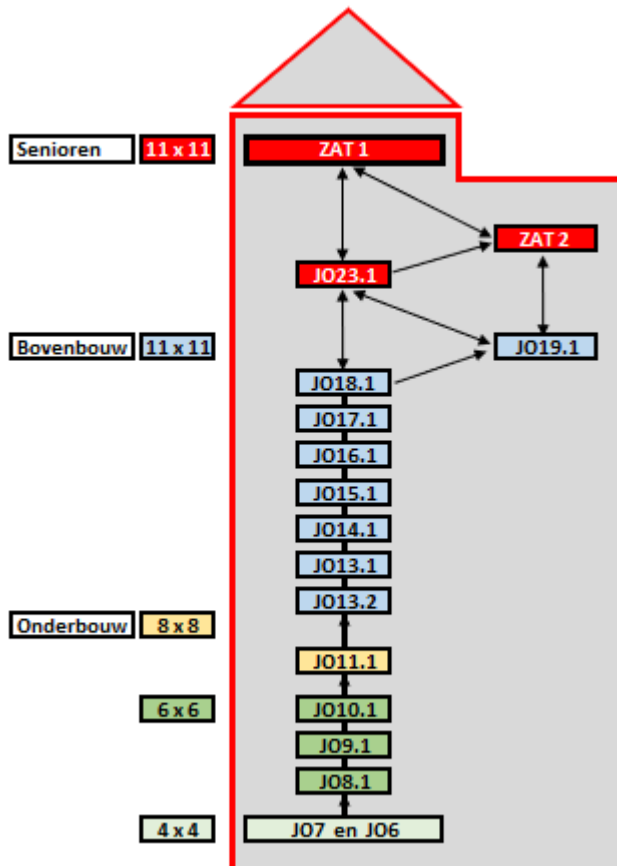 Senioren 11 x 11 ZAT 1
ZAT 2
JO23.1
Bovenbouw 11 x 11 JO19.1
JO18.1
JO17.1
JO16.1
JO15.1
JO14.1
JO13.1
JO13.2
Onderbouw 8 x 8
JO11.1
6 x 6 JO10.1
JO9.1
JO8.1
4 x 4 JO7 en JO6